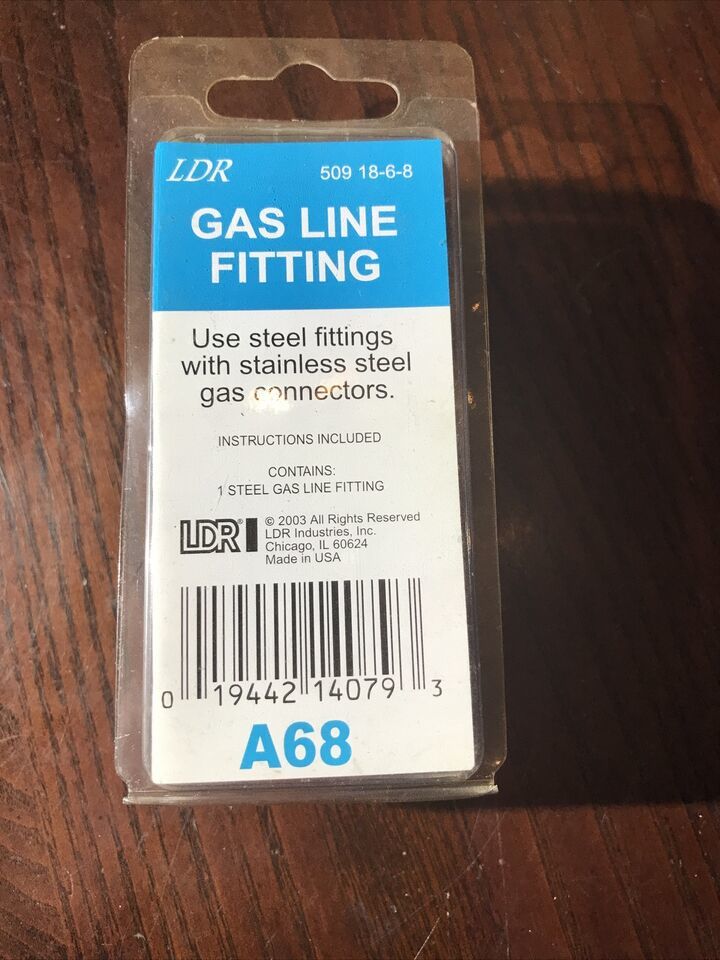 LDR 509 18-6-8
GAS LINE
FITTING
Use steel fittings
with stainless steel
gas connectors.
INSTRUCTIONS INCLUDED
CONTAINS:
1 STEEL GAS LINE FITTING
LDR®
© 2003 All Rights Reserved
LDR Industries, Inc.
Chicago, IL 60624
Made in USA
0 19442 14079 3
A68